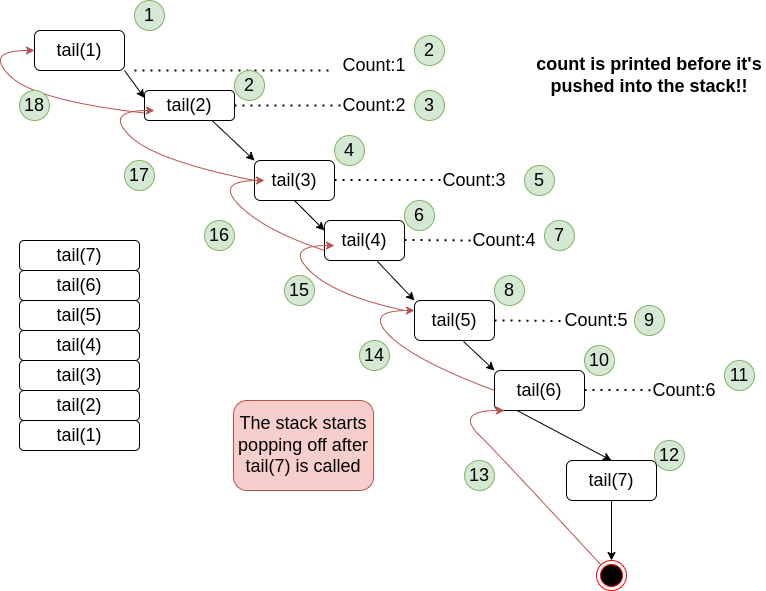 1
tail(1)
Count:1
2
count is printed before it's
pushed into the stack!!
2
tail(2)
Count:2
3
18
4
17
tail(3)
Count:3
5
6
16
tail(4)
Count:4
7
tail(7)
tail(6)
tail(5)
tail(4)
tail(3)
tail(2)
tail(1)
15
8
tail(5)
Count:5
9
14
10
tail(6)
Count:6
11
The stack starts
popping off after
tail(7) is called
12
13
tail(7)